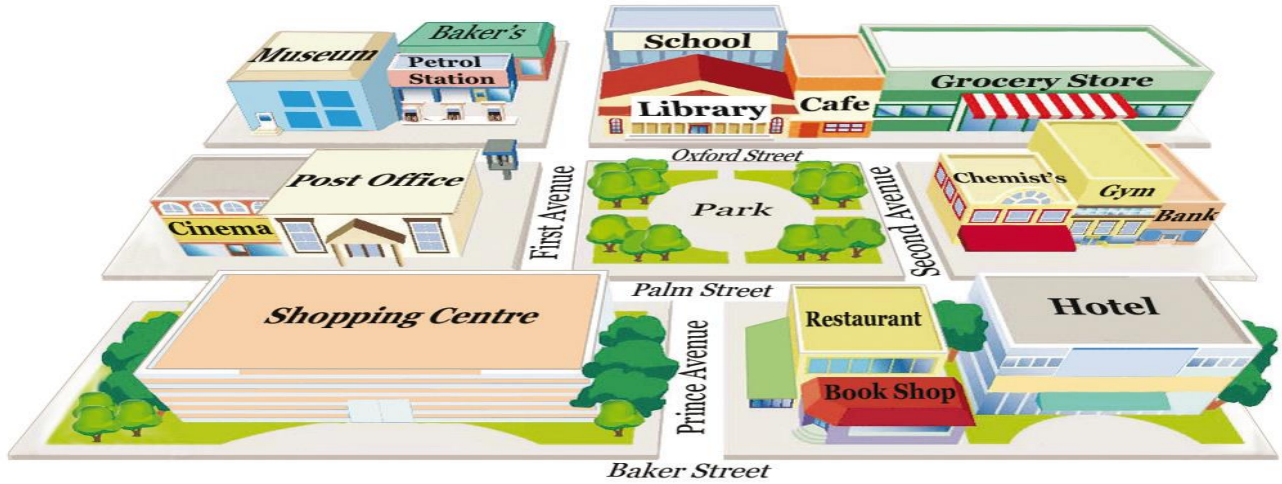 Museum
Baker's
Petrol
Station
School
Library
Cafe
Grocery Store
Oxford Street
Cinema
Post Office
First Avenue
Park
Second Avenue
Chemist's
Gym
Bank
Palm Street
Shopping Centre
Prince Avenue
Restaurant
Book Shop
Hotel
Baker Street